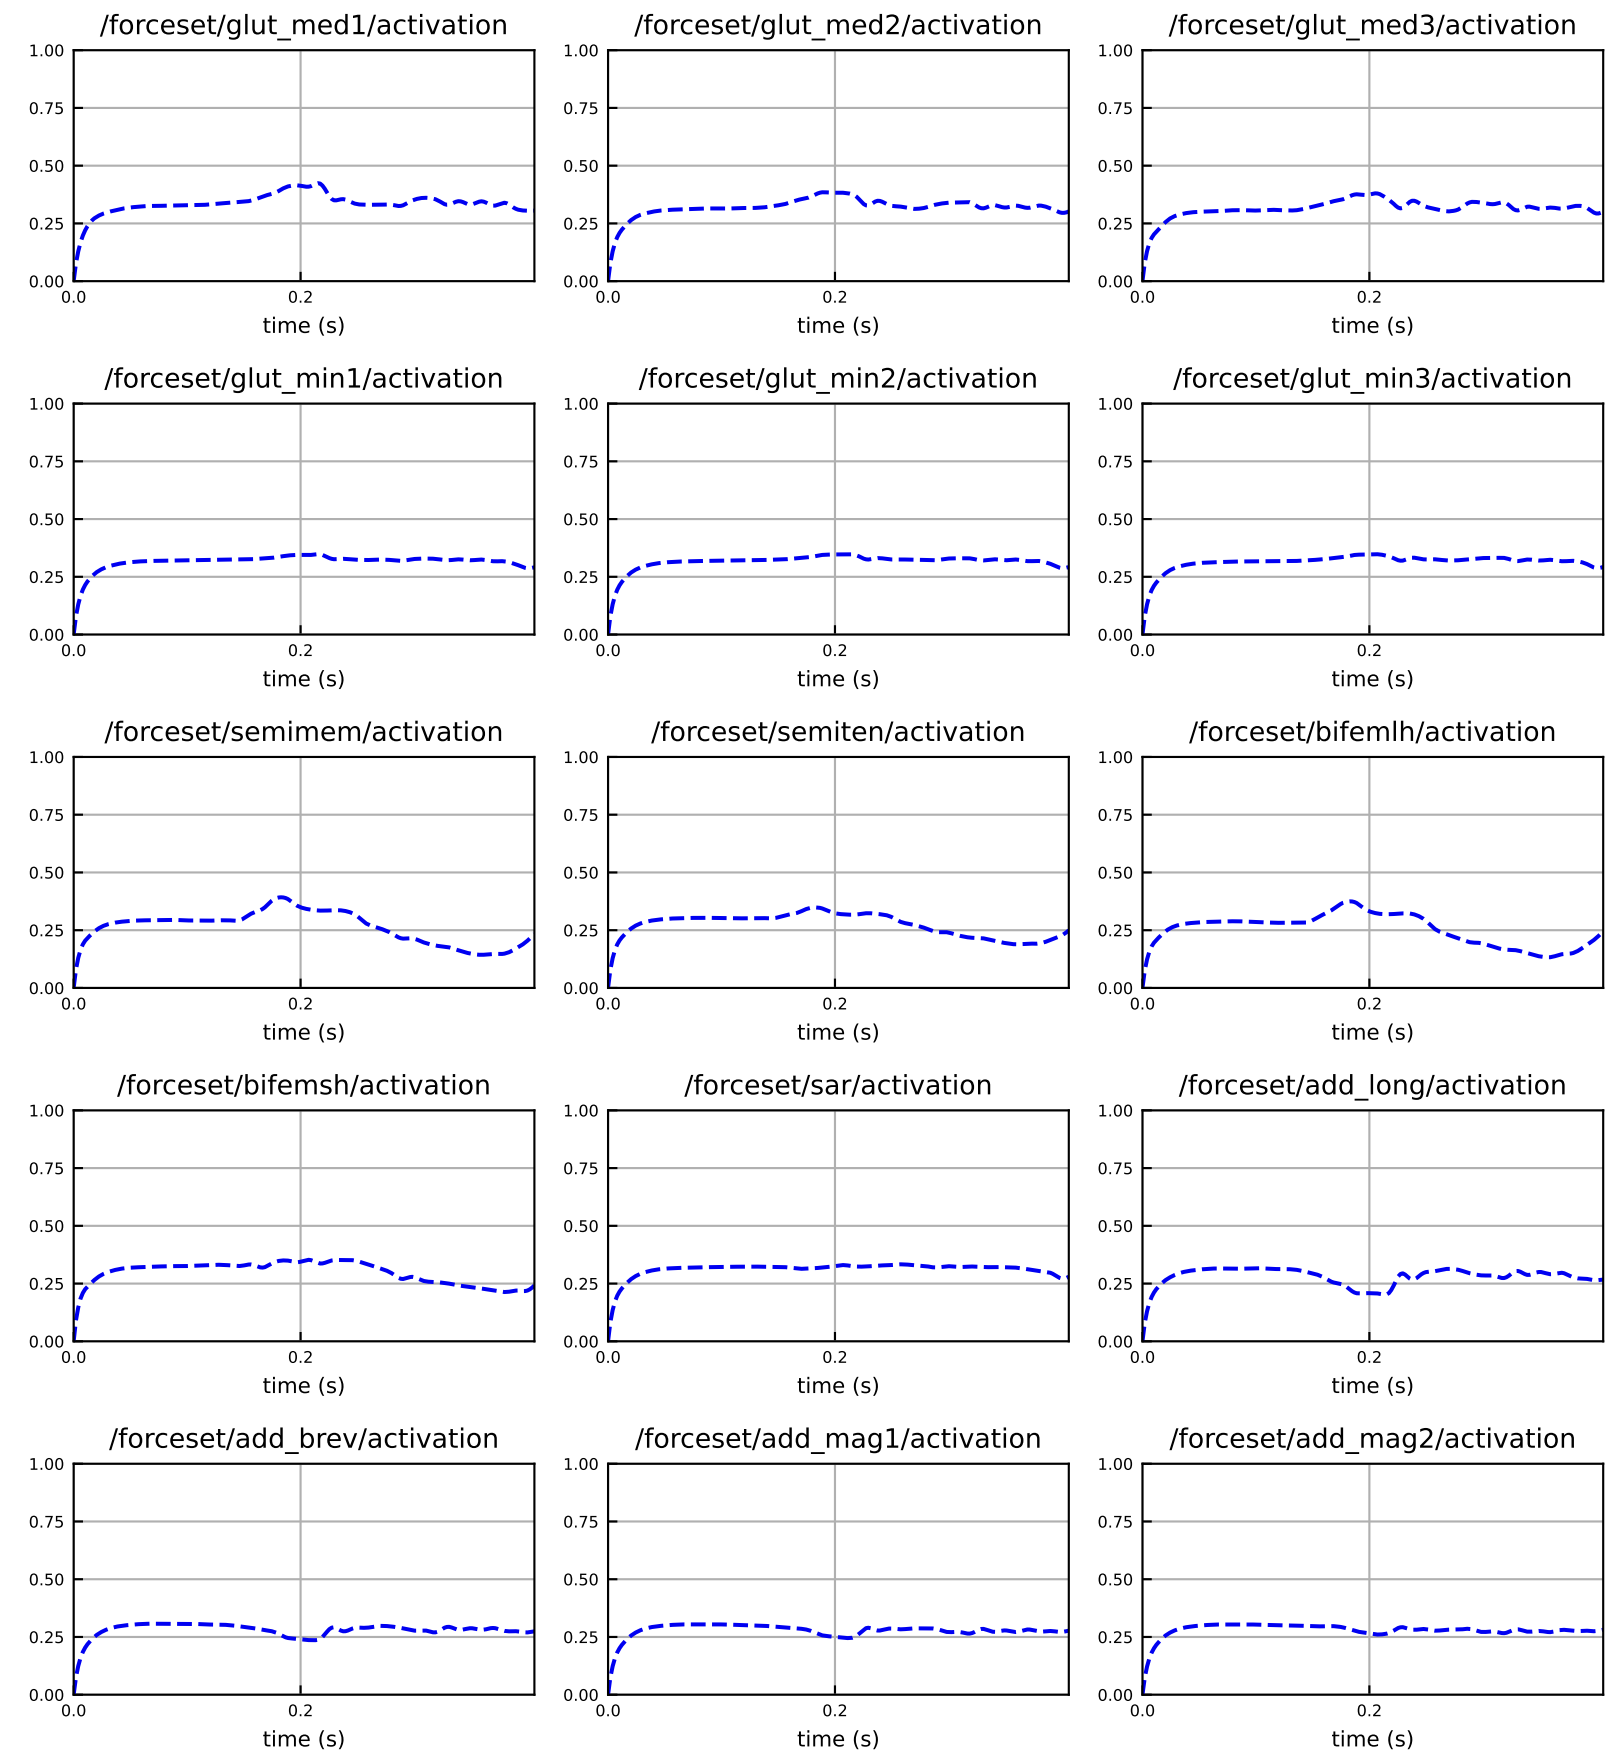 /forceset/glut_med1/activation /forceset/glut_med2/activation /forceset/glut_med3/activation
1.00 1.00 1.00
0.75 0.75 0.75
0.50 0.50 0.50
0.25 0.25 0.25
0.00 0.00 0.00
0.0 0.2 0.0 0.2 0.0 0.2
time (s) time (s) time (s)
/forceset/glut_min1/activation /forceset/glut_min2/activation /forceset/glut_min3/activation
1.00 1.00 1.00
0.75 0.75 0.75
0.50 0.50 0.50
0.25 0.25 0.25
0.00 0.00 0.00
0.0 0.2 0.0 0.2 0.0 0.2
time (s) time (s) time (s)
/forceset/semimem/activation /forceset/semiten/activation /forceset/bifemlh/activation
1.00 1.00 1.00
0.75 0.75 0.75
0.50 0.50 0.50
0.25 0.25 0.25
0.00 0.00 0.00
0.0 0.2 0.0 0.2 0.0 0.2
time (s) time (s) time (s)
/forceset/bifemsh/activation /forceset/sar/activation /forceset/add_long/activation
1.00 1.00 1.00
0.75 0.75 0.75
0.50 0.50 0.50
0.25 0.25 0.25
0.00 0.00 0.00
0.0 0.2 0.0 0.2 0.0 0.2
time (s) time (s) time (s)
/forceset/add_brev/activation /forceset/add_mag1/activation /forceset/add_mag2/activation
1.00 1.00 1.00
0.75 0.75 0.75
0.50 0.50 0.50
0.25 0.25 0.25
0.00 0.00 0.00
0.0 0.2 0.0 0.2 0.0 0.2
time (s) time (s) time (s)